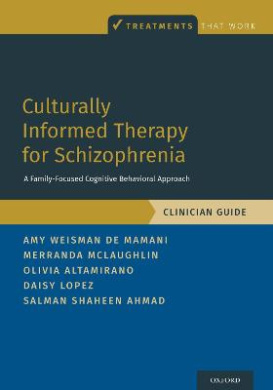 ✓ TREATMENTS THAT WORK
Culturally
Informed Therapy
for Schizophrenia
A Family-Focused Cognitive Behavioral Approach
CLINICIAN GUIDE
AMY WEISMAN DE MAMANI
MERRANDA MCLAUGHLIN
OLIVIA ALTAMIRANO
DAISY LOPEZ
SALMAN SHAHEEN AHMAD
OXFORD